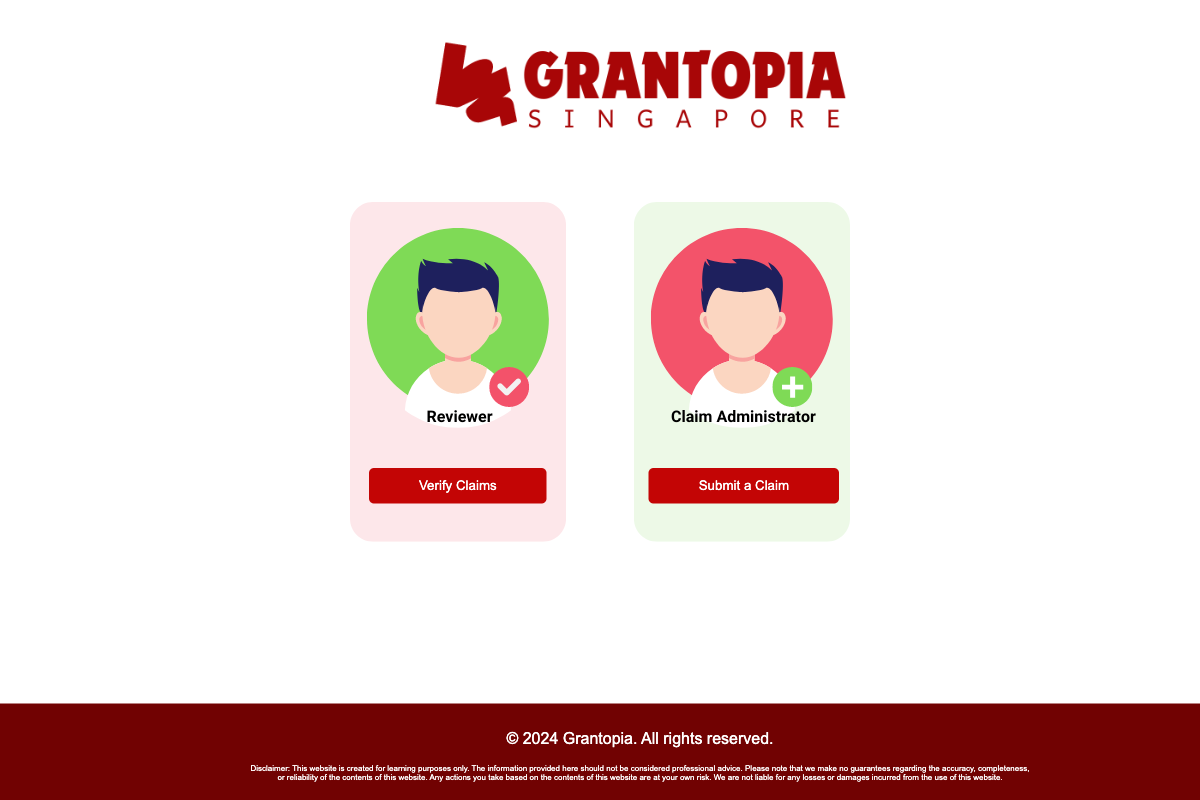 GRANTOPIA
SINGAPORE
Reviewer
Claim Administrator
Verify Claims
Submit a Claim
© 2024 Grantopia. All rights reserved.
Disclaimer: This website is created for learning purposes only. The information provided here should not be considered professional advice. Please note that we make no guarantees regarding the accuracy, completeness,
or reliability of the contents of this website. Any actions you take based on the contents of this website are at your own risk. We are not liable for any losses or damages incurred from the use of this website.